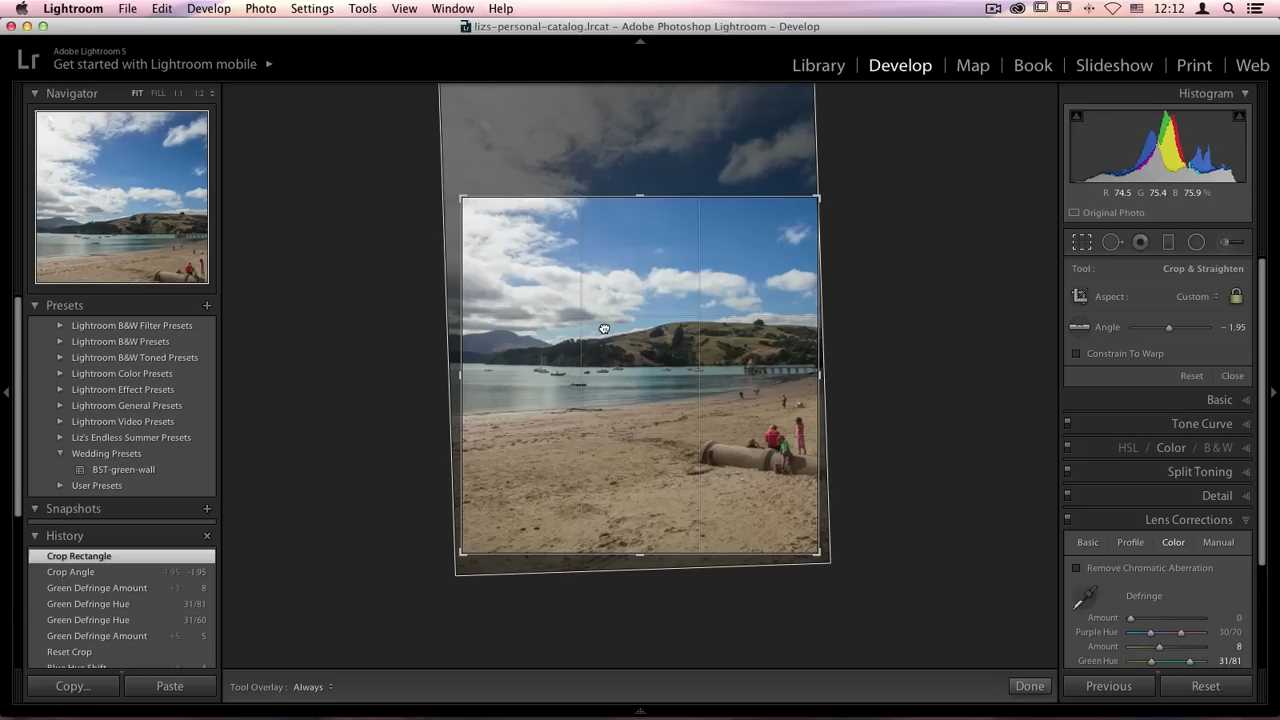 Lightroom File Edit Develop Photo Settings Tools View Window Help 12:12
lizs-personal-catalog.lrcat - Adobe Photoshop Lightroom - Develop
Lr
Adobe Lightroom 5
Get started with Lightroom mobile
Library Develop Map Book Slideshow Print Web
Navigator FIT FILL 1:1 1:2
Histogram
R 74.5 G 75.4 B 75.9 %
Original Photo
Tool : Crop & Straighten
Aspect : Custom
Angle – 1.95
Constrain To Warp
Reset Close
Presets
Lightroom B&W Filter Presets
Lightroom B&W Presets
Lightroom B&W Toned Presets
Lightroom Color Presets
Lightroom Effect Presets
Lightroom General Presets
Lightroom Video Presets
Liz's Endless Summer Presets
Wedding Presets
BST-green-wall
User Presets
Snapshots
History
Crop Rectangle
Crop Angle -1.95 -1.95
Green Defringe Amount +3 8
Green Defringe Hue 31/81
Green Defringe Hue 31/60
Green Defringe Amount +5 5
Reset Crop
Copy... Paste
Basic
Tone Curve
HSL / Color / B & W
Split Toning
Detail
Lens Corrections
Basic Profile Color Manual
Remove Chromatic Aberration
Defringe
Amount 0
Purple Hue 30/70
Amount 8
Green Hue 31/81
Tool Overlay : Always
Done
Previous Reset